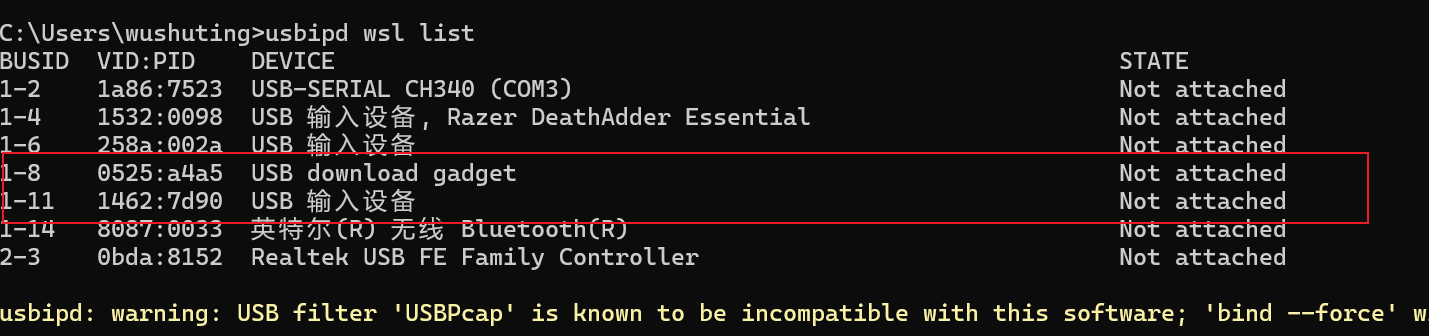 C:\Users\wushuting>usbipd wsl list
BUSID  VID:PID    DEVICE                                                        STATE
1-2    1a86:7523  USB-SERIAL CH340 (COM3)                                       Not attached
1-4    1532:0098  USB 输入设备, Razer DeathAdder Essential                      Not attached
1-6    258a:002a  USB 输入设备                                                  Not attached
1-8    0525:a4a5  USB download gadget                                           Not attached
1-11   1462:7d90  USB 输入设备                                                  Not attached
1-14   8087:0033  英特尔(R) 无线 Bluetooth(R)                                   Not attached
2-3    0bda:8152  Realtek USB FE Family Controller                              Not attached
usbipd: warning: USB filter 'USBPcap' is known to be incompatible with this software; 'bind --force' w